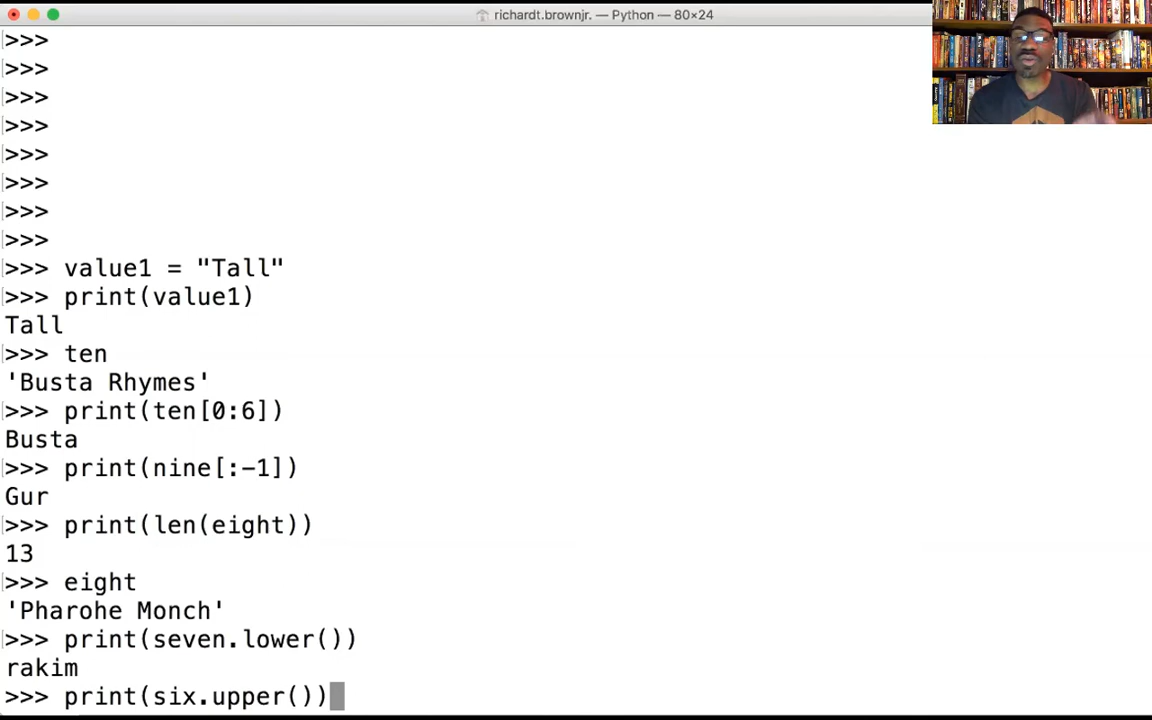 richardt.brownjr. — Python — 80×24
>>>
>>>
>>>
>>>
>>>
>>>
>>>
>>>
>>> value1 = "Tall"
>>> print(value1)
Tall
>>> ten
'Busta Rhymes'
>>> print(ten[0:6])
Busta
>>> print(nine[:-1])
Gur
>>> print(len(eight))
13
>>> eight
'Pharohe Monch'
>>> print(seven.lower())
rakim
>>> print(six.upper())